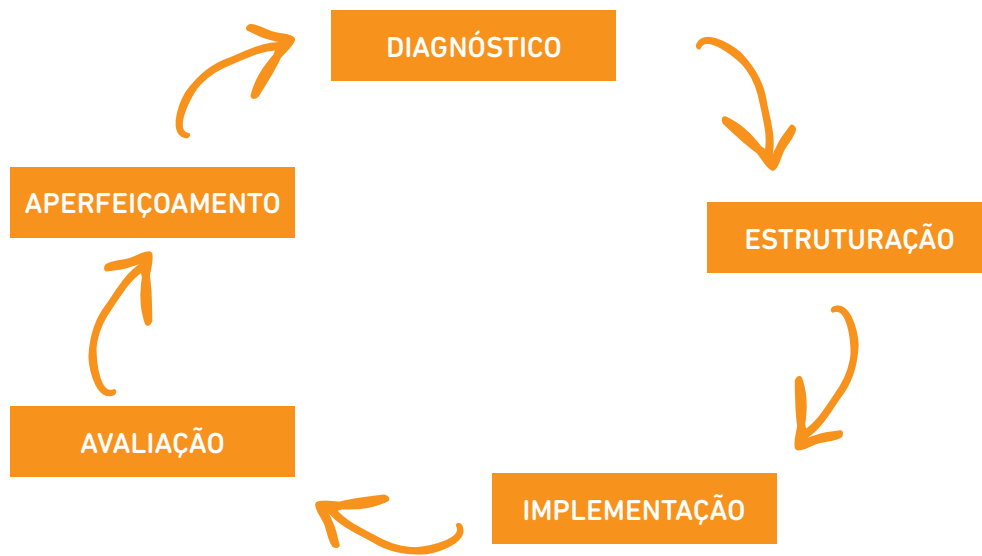 DIAGNÓSTICO
ESTRUTURAÇÃO
IMPLEMENTAÇÃO
AVALIAÇÃO
APERFEIÇOAMENTO